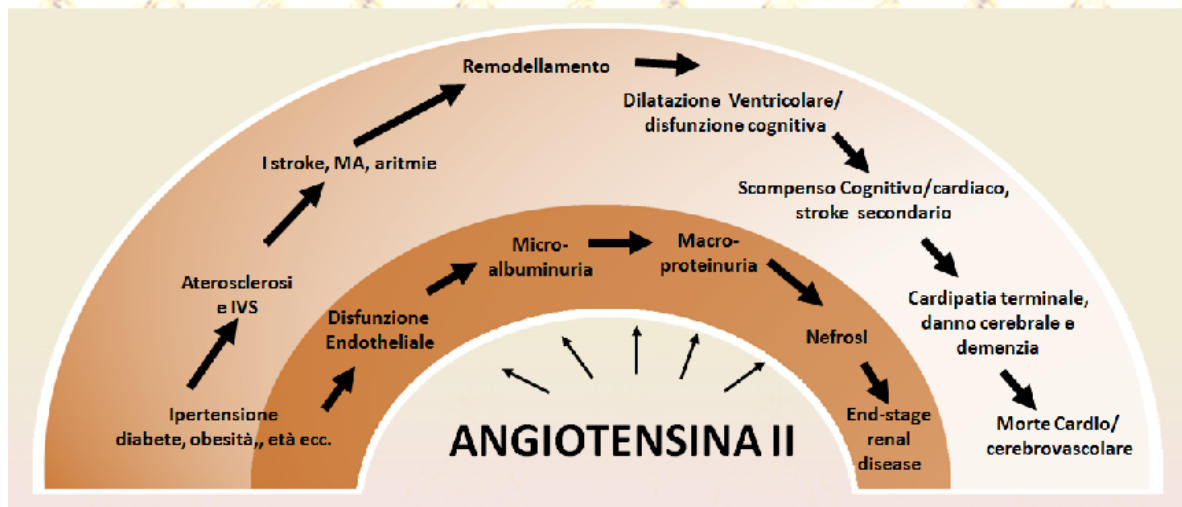 Remodellamento
Dilatazione Ventricolare/
disfunzione cognitiva
I stroke, MA, aritmie
Scompenso Cognitivo/cardiaco,
stroke secondario
Aterosclerosi
e IVS
Cardipatia terminale,
danno cerebrale e
demenzia
Ipertensione
diabete, obesità,, età ecc.
Morte Cardio/
cerebrovascolare
Disfunzione
Endotheliale
Micro-
albuminuria
Macro-
proteinuria
Nefrosi
End-stage
renal
disease
ANGIOTENSINA II